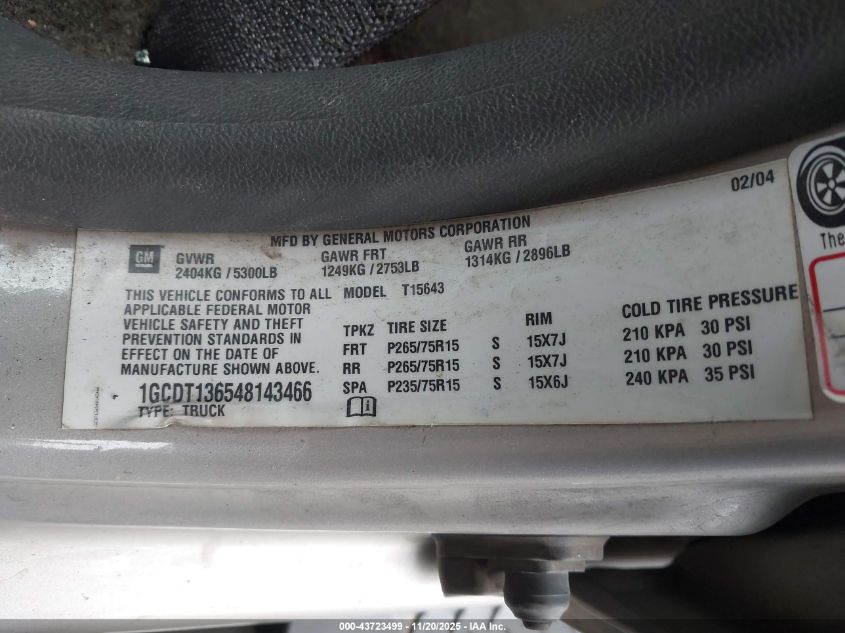 02/04
MFD BY GENERAL MOTORS CORPORATION
GM
GVWR GAWR FRT GAWR RR
2404KG / 5300LB 1249KG / 2753LB 1314KG / 2896LB
THIS VEHICLE CONFORMS TO ALL
APPLICABLE FEDERAL MOTOR
VEHICLE SAFETY AND THEFT
PREVENTION STANDARDS IN
EFFECT ON THE DATE OF
MANUFACTURE SHOWN ABOVE.
1GCDT136548143466
TYPE: TRUCK
MODEL T15643
TPKZ TIRE SIZE RIM COLD TIRE PRESSURE
FRT P265/75R15 S 15X7J 210 KPA 30 PSI
RR P265/75R15 S 15X7J 210 KPA 30 PSI
SPA P235/75R15 S 15X6J 240 KPA 35 PSI
i
The
000-43723499 | 11/20/2025 | IAA Inc.